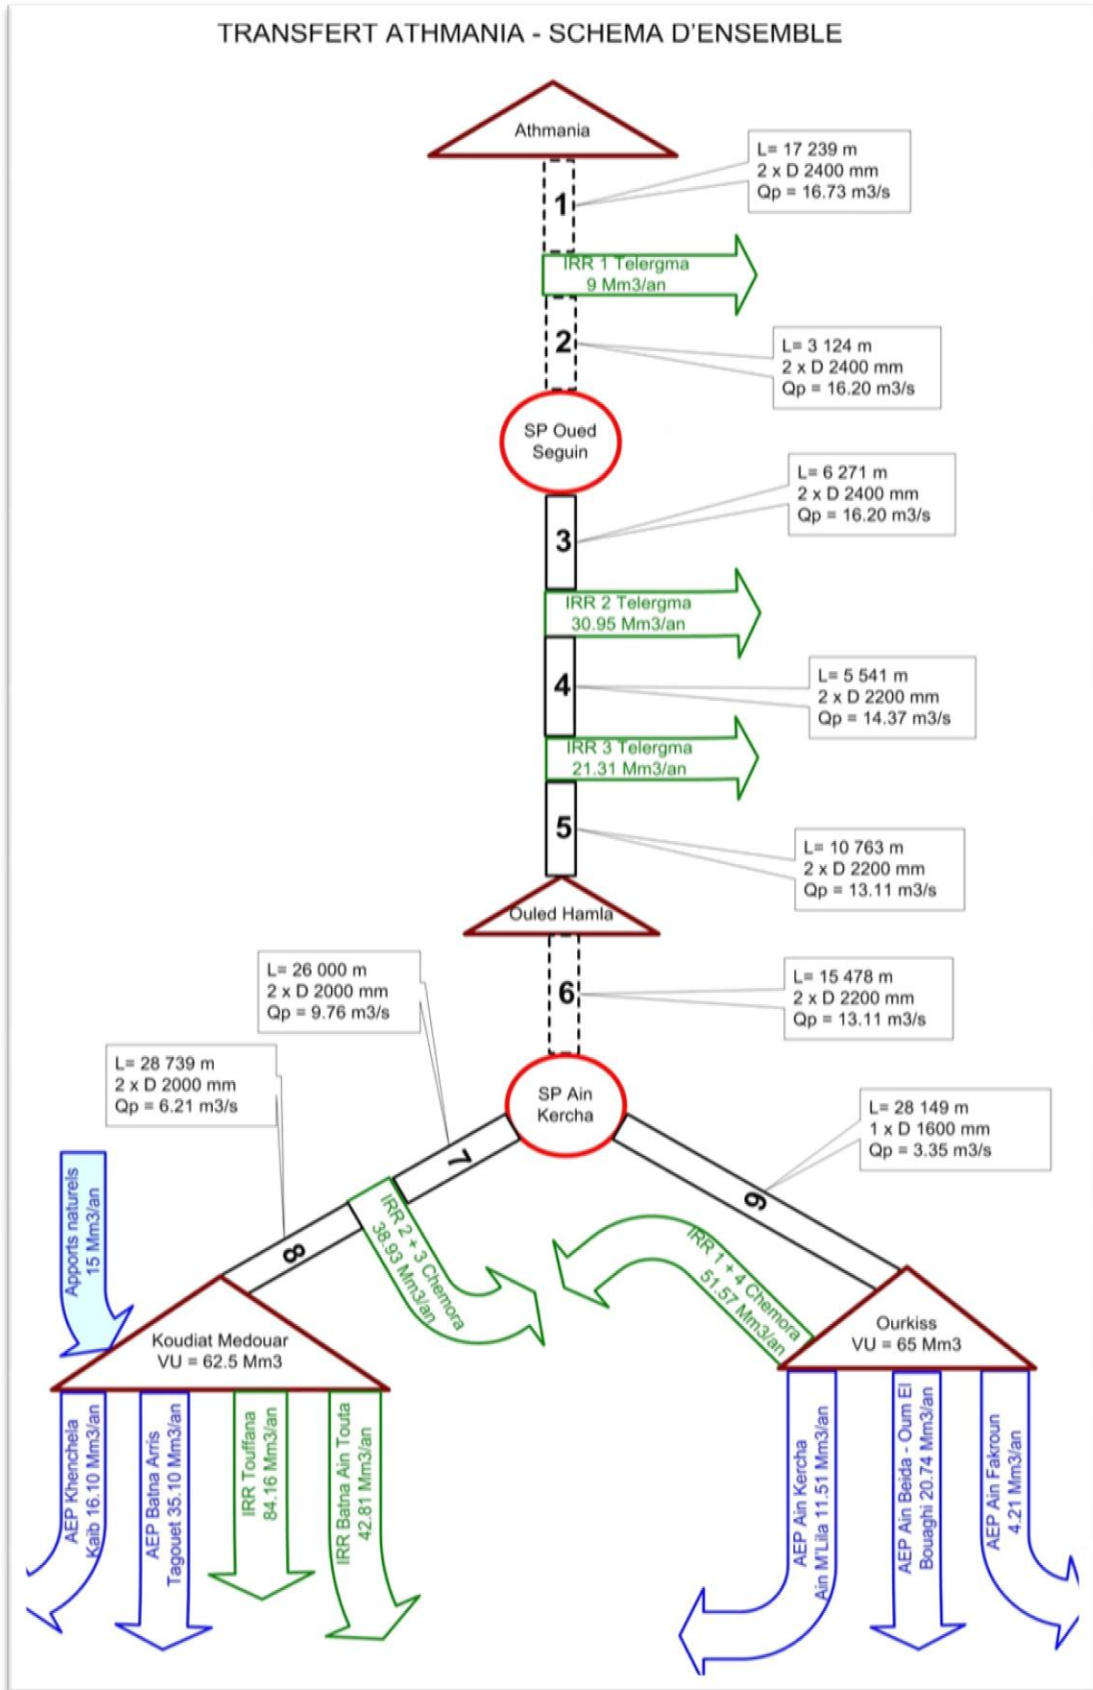 TRANSFERT ATHMANIA - SCHEMA D'ENSEMBLE
Athmania
L= 17 239 m
2 x D 2400 mm
Qp = 16.73 m3/s
1
IRR 1 Telergma
9 Mm3/an
2
L= 3 124 m
2 x D 2400 mm
Qp = 16.20 m3/s
SP Oued
Seguin
L= 6 271 m
2 x D 2400 mm
Qp = 16.20 m3/s
3
IRR 2 Telergma
30.95 Mm3/an
4
L= 5 541 m
2 x D 2200 mm
Qp = 14.37 m3/s
IRR 3 Telergma
21.31 Mm3/an
5
L= 10 763 m
2 x D 2200 mm
Qp = 13.11 m3/s
Ouled Hamla
L= 26 000 m
2 x D 2000 mm
Qp = 9.76 m3/s
6
L= 15 478 m
2 x D 2200 mm
Qp = 13.11 m3/s
L= 28 739 m
2 x D 2000 mm
Qp = 6.21 m3/s
SP Ain
Kercha
L= 28 149 m
1 x D 1600 mm
Qp = 3.35 m3/s
7
9
8
Apports naturels
15 Mm3/an
IRR 2 + 3 Chemora
38.93 Mm3/an
IRR 1 + 4 Chemora
51.57 Mm3/an
Koudiat Medouar
VU = 62.5 Mm3
Ourkiss
VU = 65 Mm3
AEP Khenchela
Kaib 16.10 Mm3/an
AEP Batna Arris
Tagouet 35.10 Mm3/an
IRR Touffana
84.16 Mm3/an
IRR Batna Ain Touta
42.81 Mm3/an
AEP Ain Kercha
Ain M'Lila 11.51 Mm3/an
AEP Ain Beida - Oum El
Bouaghi 20.74 Mm3/an
AEP Ain Fakroun
4.21 Mm3/an